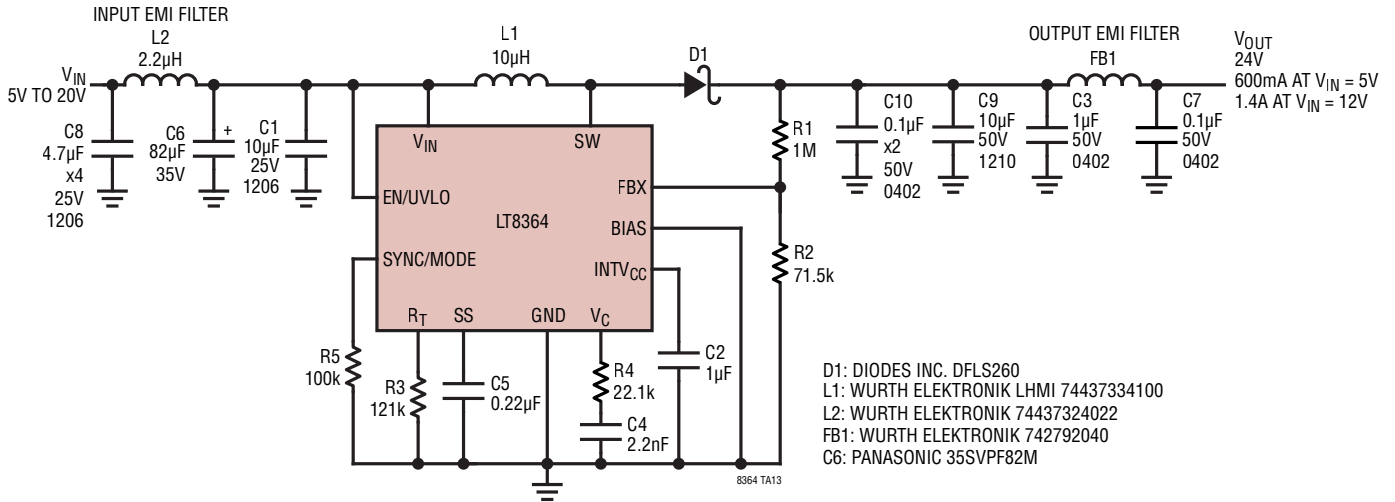 INPUT EMI FILTER
L2
2.2µH
L1
10µH
D1
OUTPUT EMI FILTER
FB1
VIN
5V TO 20V
VOUT
24V
600mA AT VIN = 5V
1.4A AT VIN = 12V
C8
4.7µF
x4
25V
1206
C6
82µF
35V
+
C1
10µF
25V
1206
VIN
SW
EN/UVLO
SYNC/MODE
LT8364
FBX
BIAS
INTVCC
RT
SS
GND
VC
R1
1M
R2
71.5k
C10
0.1µF
x2
50V
0402
C9
10µF
50V
1210
C3
1µF
50V
0402
C7
0.1µF
50V
0402
R5
100k
R3
121k
C5
0.22µF
R4
22.1k
C4
2.2nF
C2
1µF
8364 TA13
D1: DIODES INC. DFLS260
L1: WURTH ELEKTRONIK LHMI 74437334100
L2: WURTH ELEKTRONIK 74437324022
FB1: WURTH ELEKTRONIK 742792040
C6: PANASONIC 35SVPF82M